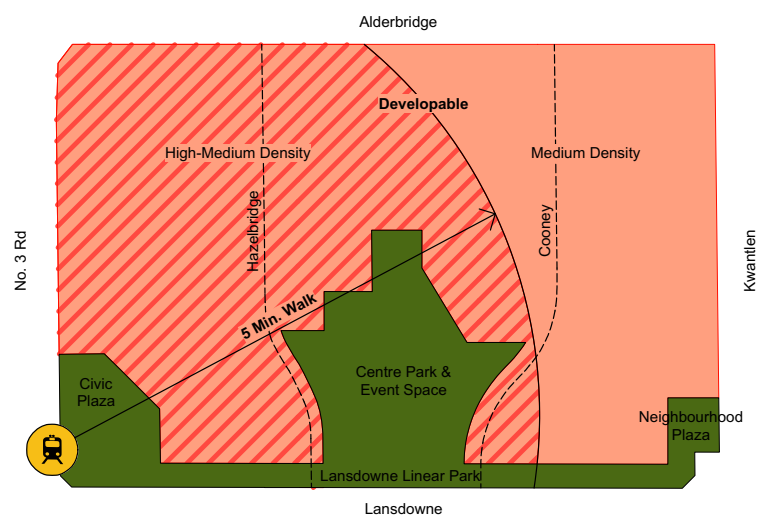 Alderbridge
Developable
High-Medium Density
Medium Density
Hazelbridge
Cooney
No. 3 Rd
Kwantlen
5 Min. Walk
Centre Park &
Event Space
Civic
Plaza
Neighbourhood
Plaza
Lansdowne Linear Park
Lansdowne